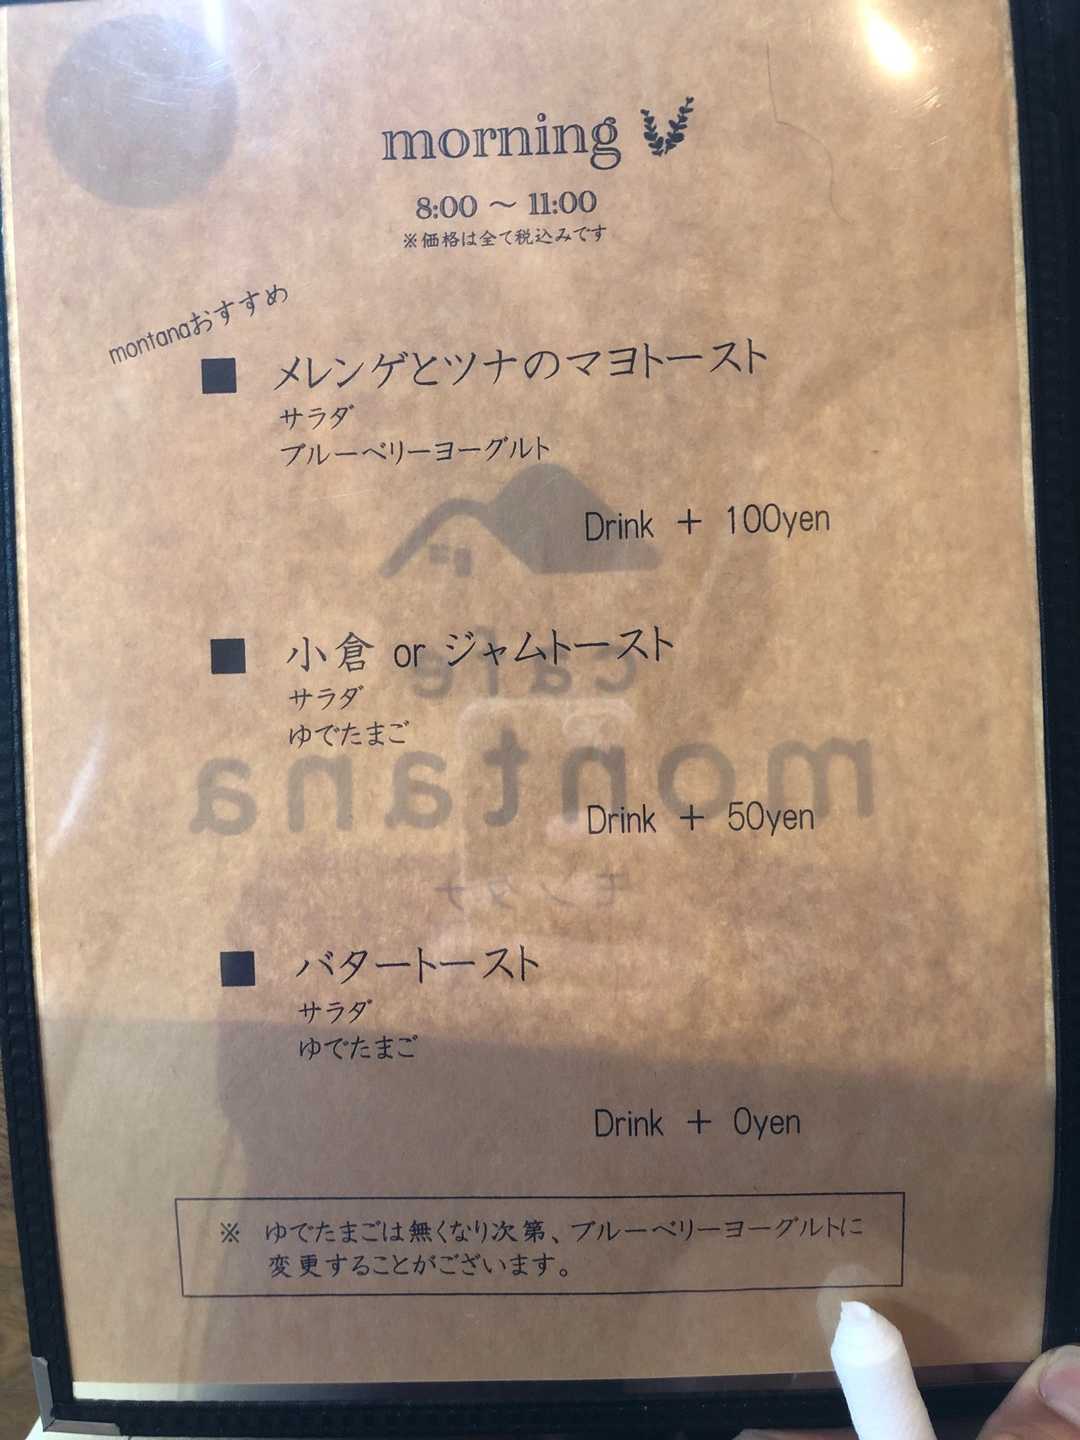 morning
8:00 ～ 11:00
※価格は全て税込みです
montanaおすすめ
■ メレンゲとツナのマヨトースト
サラダ
ブルーベリーヨーグルト
Drink + 100yen
■ 小倉 or ジャムトースト
サラダ
ゆでたまご
Drink + 50yen
■ バタートースト
サラダ
ゆでたまご
Drink + 0yen
※ ゆでたまごは無くなり次第、ブルーベリーヨーグルトに
変更することがございます。
cafe
montana
モンタナ